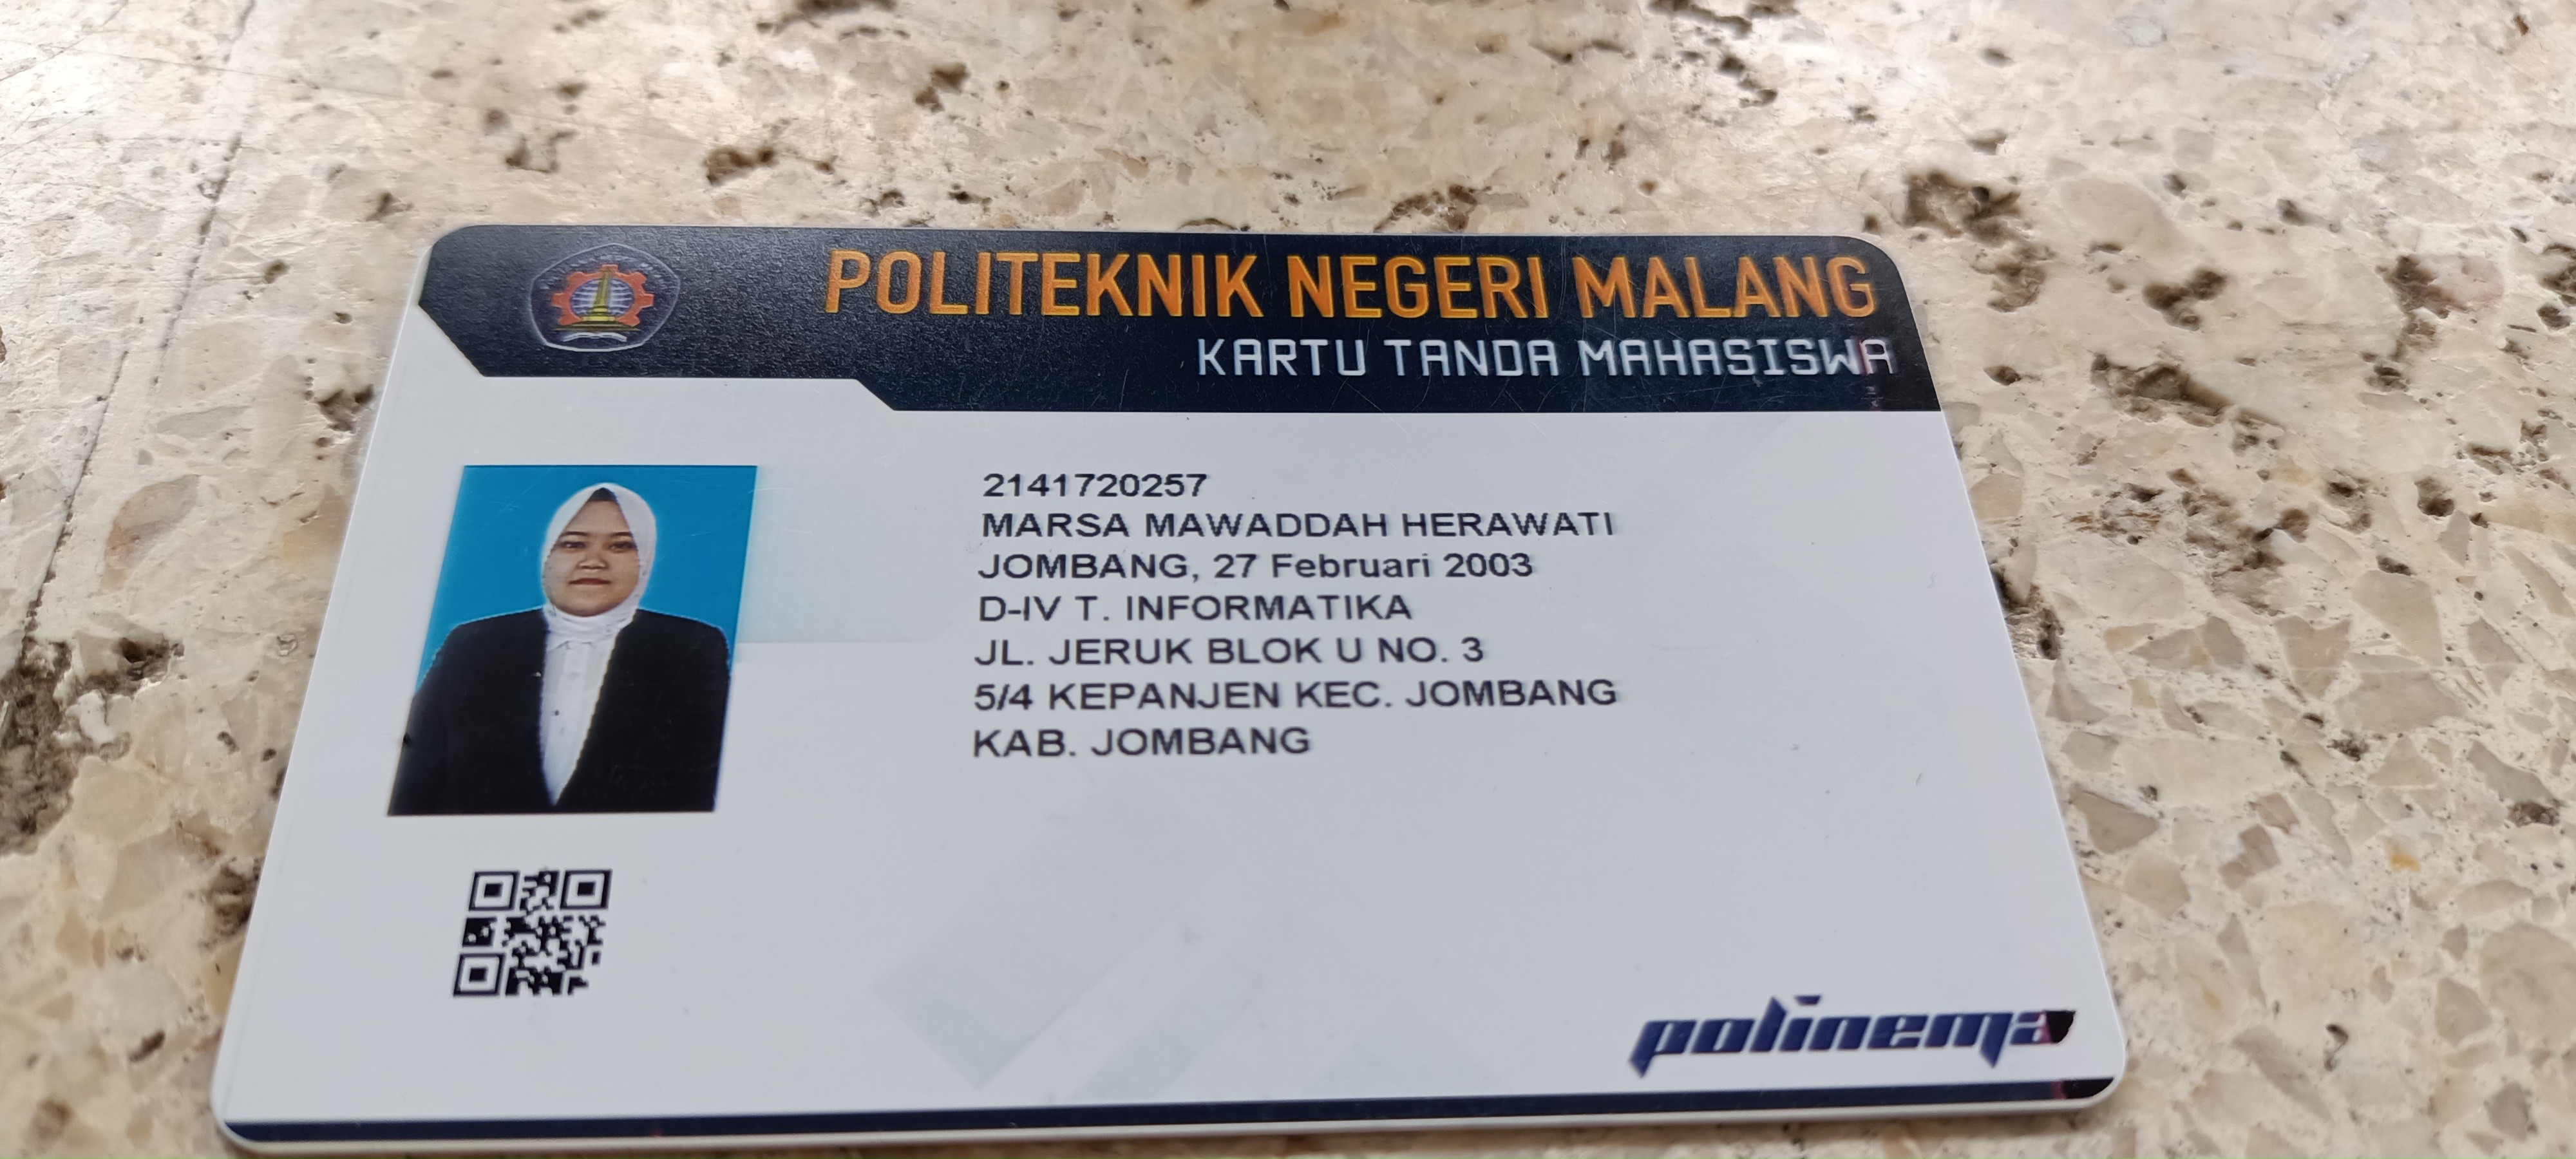 POLITEKNIK NEGERI MALANG
KARTU TANDA MAHASISWA
2141720257
MARSA MAWADDAH HERAWATI
JOMBANG, 27 Februari 2003
D-IV T. INFORMATIKA
JL. JERUK BLOK U NO. 3
5/4 KEPANJEN KEC. JOMBANG
KAB. JOMBANG
polinema